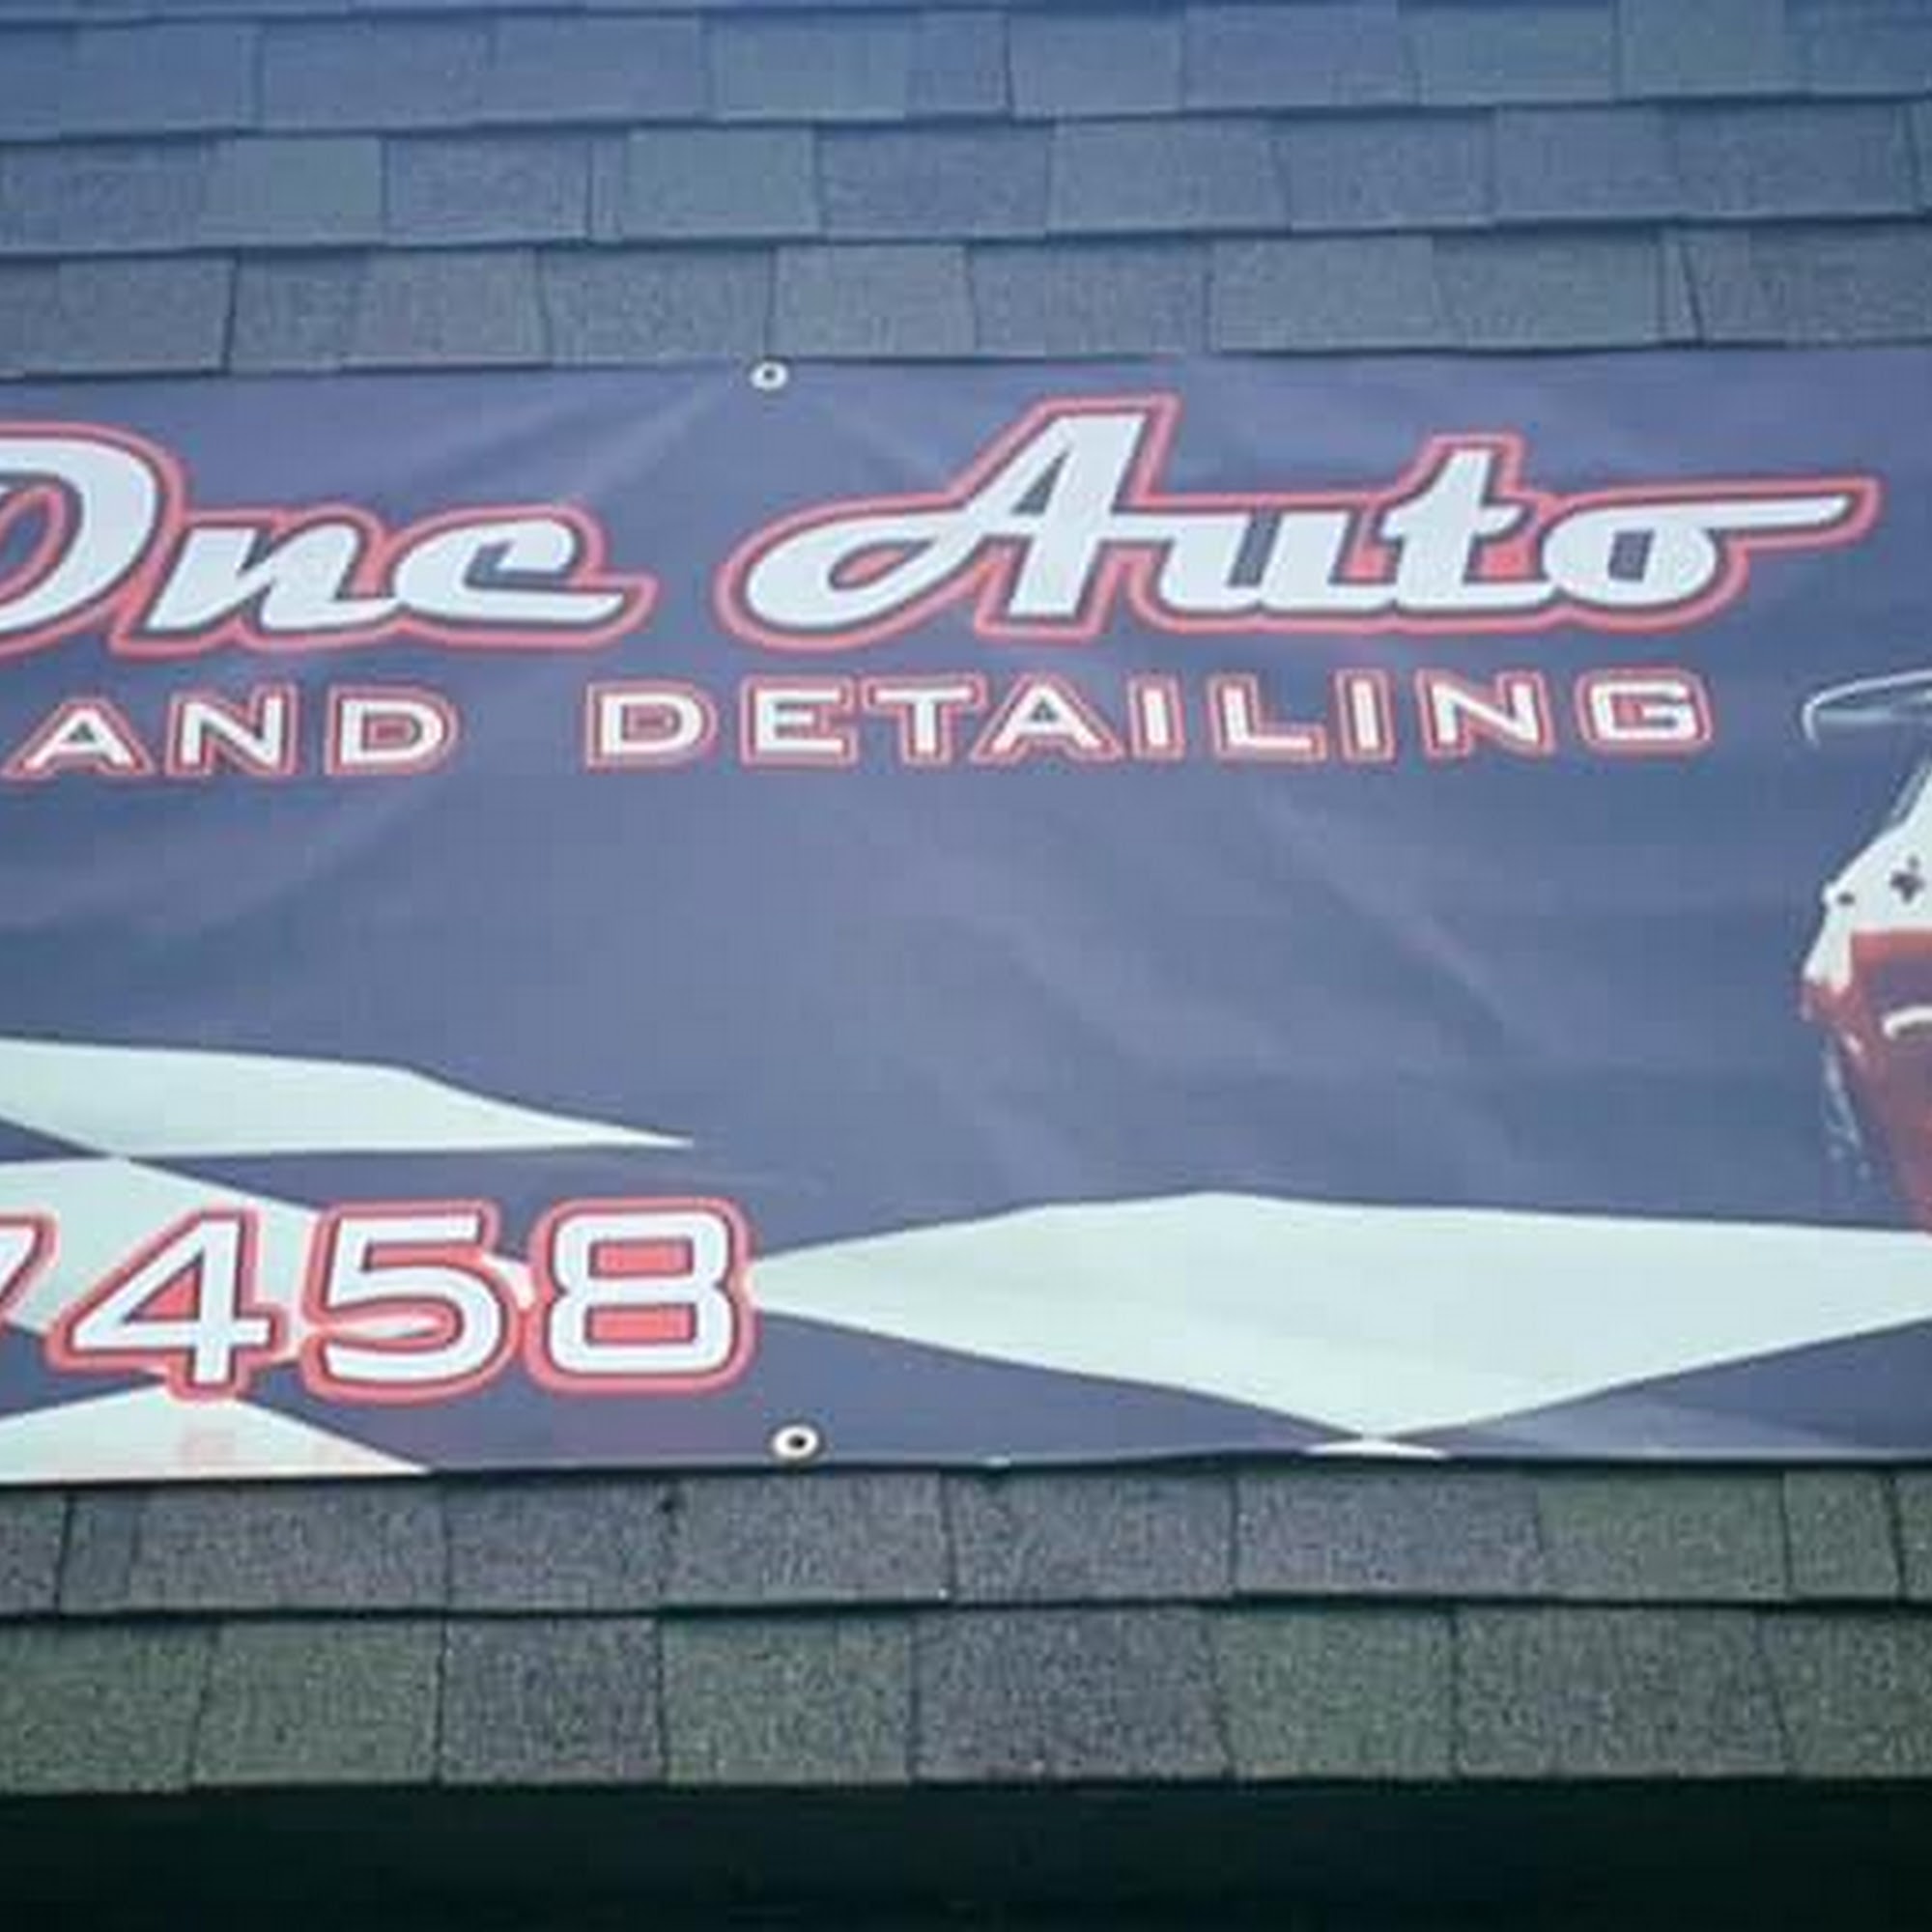 One Auto
AND DETAILING
7458